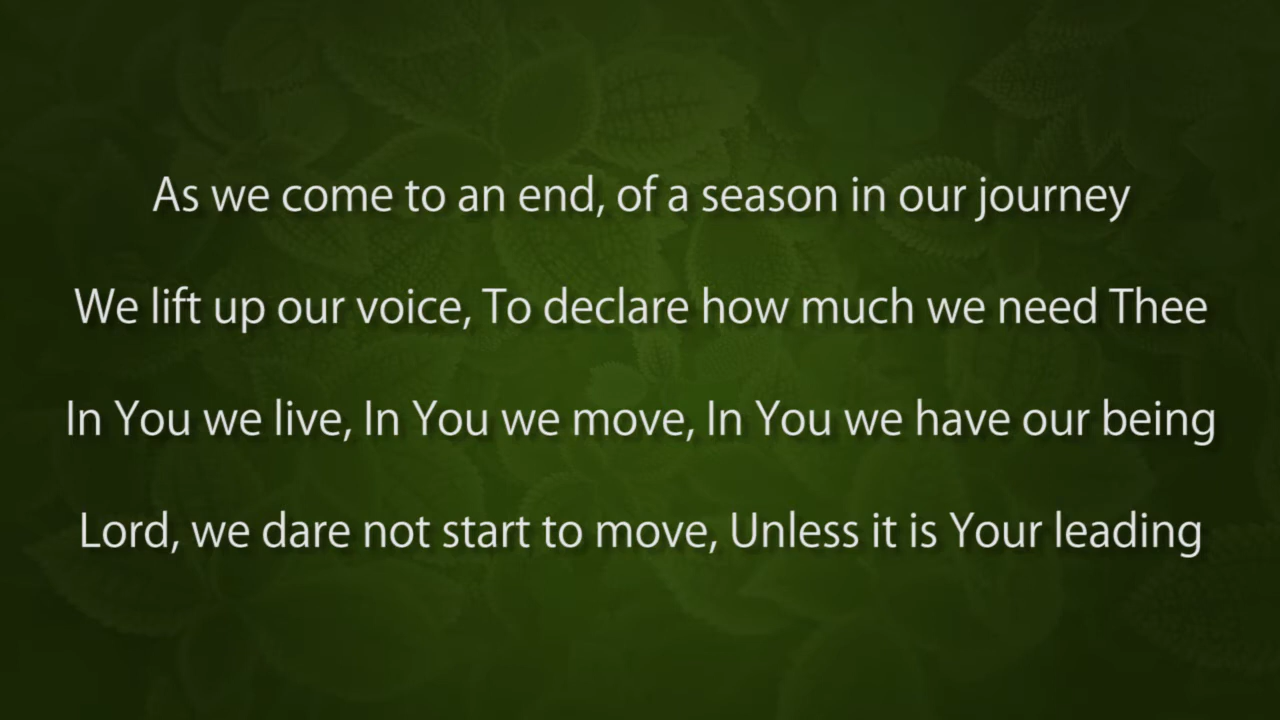 As we come to an end, of a season in our journey
We lift up our voice, To declare how much we need Thee
In You we live, In You we move, In You we have our being
Lord, we dare not start to move, Unless it is Your leading